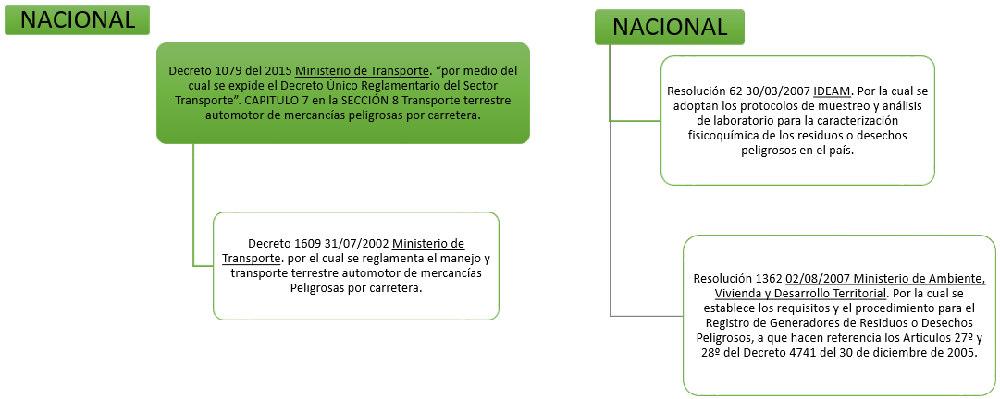 NACIONAL
Decreto 1079 del 2015 Ministerio de Transporte. “por medio del
cual se expide el Decreto Único Reglamentario del Sector
Transporte”. CAPITULO 7 en la SECCIÓN 8 Transporte terrestre
automotor de mercancías peligrosas por carretera.
Decreto 1609 31/07/2002 Ministerio de
Transporte. por el cual se reglamenta el manejo y
transporte terrestre automotor de mercancías
Peligrosas por carretera.
NACIONAL
Resolución 62 30/03/2007 IDEAM. Por la cual se
adoptan los protocolos de muestreo y análisis
de laboratorio para la caracterización
fisicoquímica de los residuos o desechos
peligrosos en el país.
Resolución 1362 02/08/2007 Ministerio de Ambiente,
Vivienda y Desarrollo Territorial. Por la cual se
establece los requisitos y el procedimiento para el
Registro de Generadores de Residuos o Desechos
Peligrosos, a que hacen referencia los Artículos 27º y
28º del Decreto 4741 del 30 de diciembre de 2005.